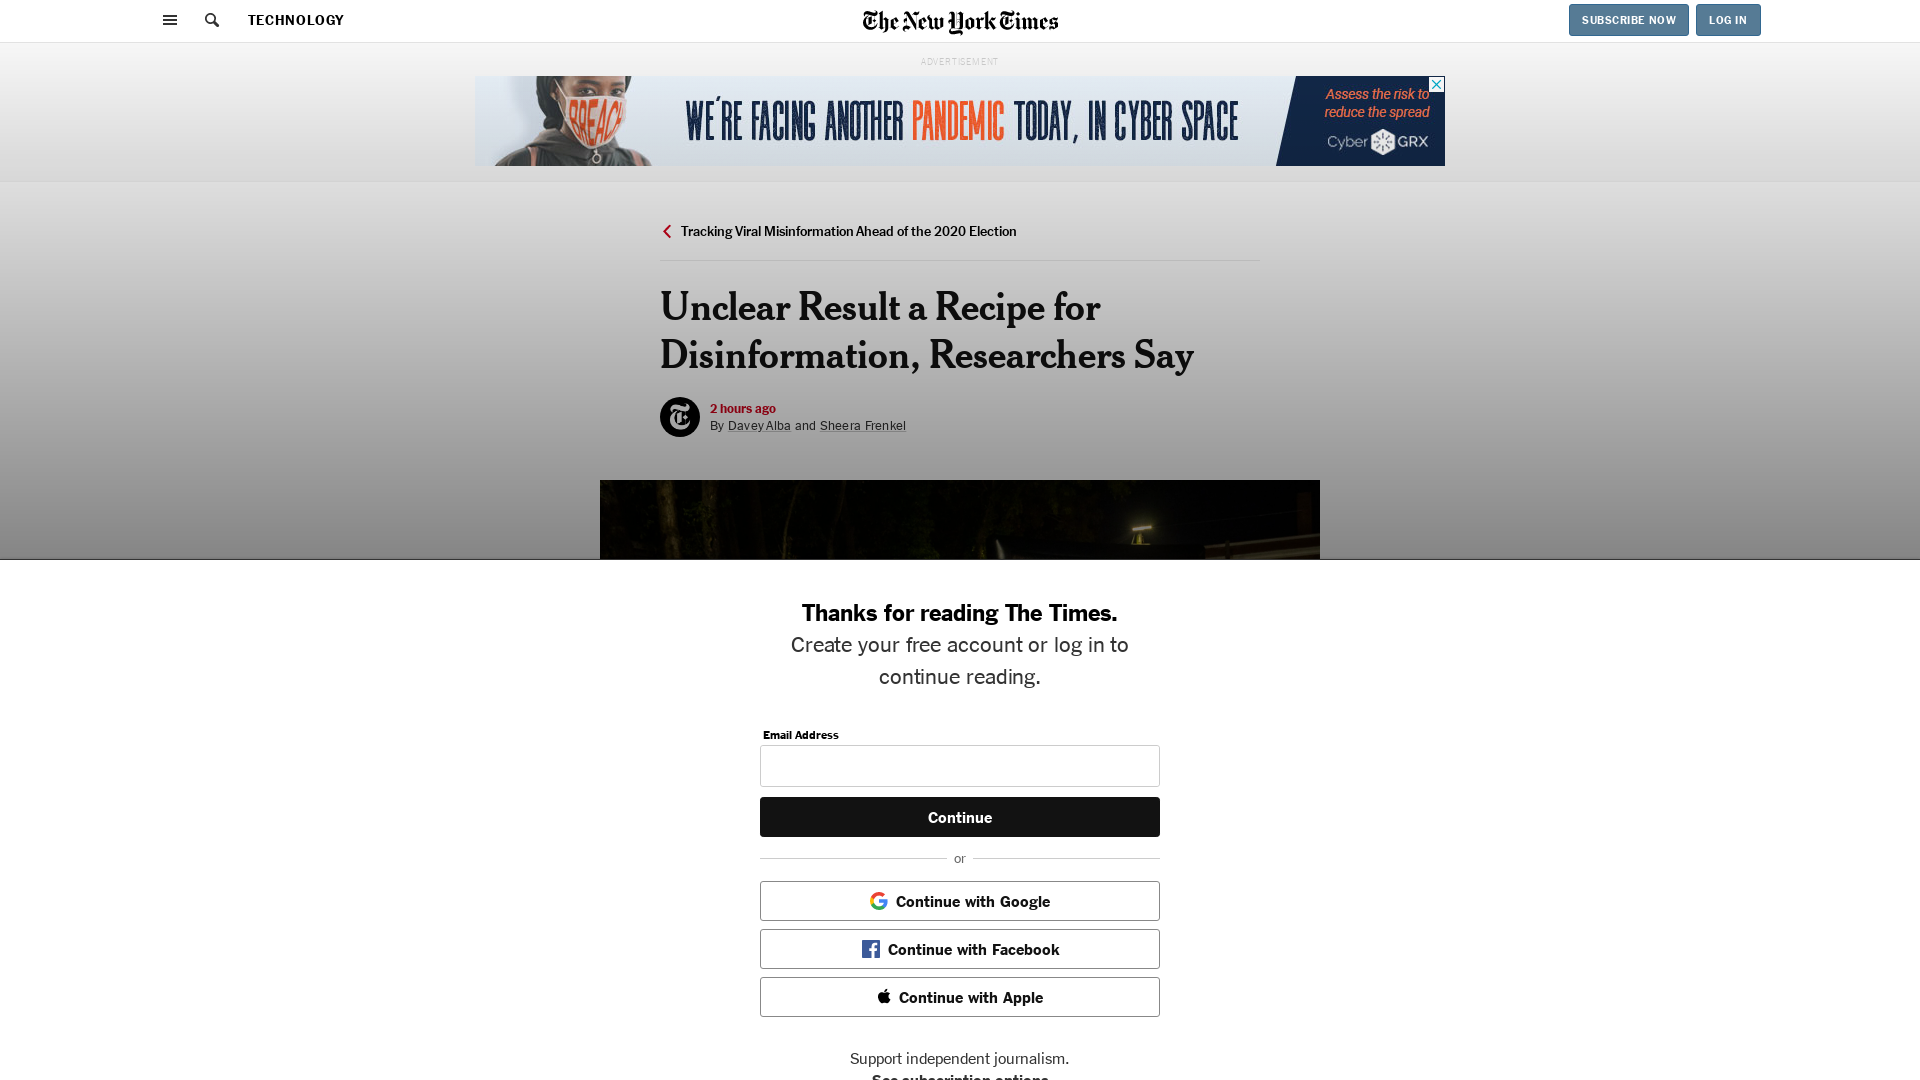 TECHNOLOGY
The New York Times
SUBSCRIBE NOW
LOG IN
ADVERTISEMENT
BREACH
WE'RE FACING ANOTHER PANDEMIC TODAY, IN CYBER SPACE
Assess the risk to
reduce the spread
CyberGRX
Tracking Viral Misinformation Ahead of the 2020 Election
Unclear Result a Recipe for
Disinformation, Researchers Say
2 hours ago
By Davey Alba and Sheera Frenkel
Thanks for reading The Times.
Create your free account or log in to
continue reading.
Email Address
Continue
or
Continue with Google
Continue with Facebook
Continue with Apple
Support independent journalism.
See subscription options.